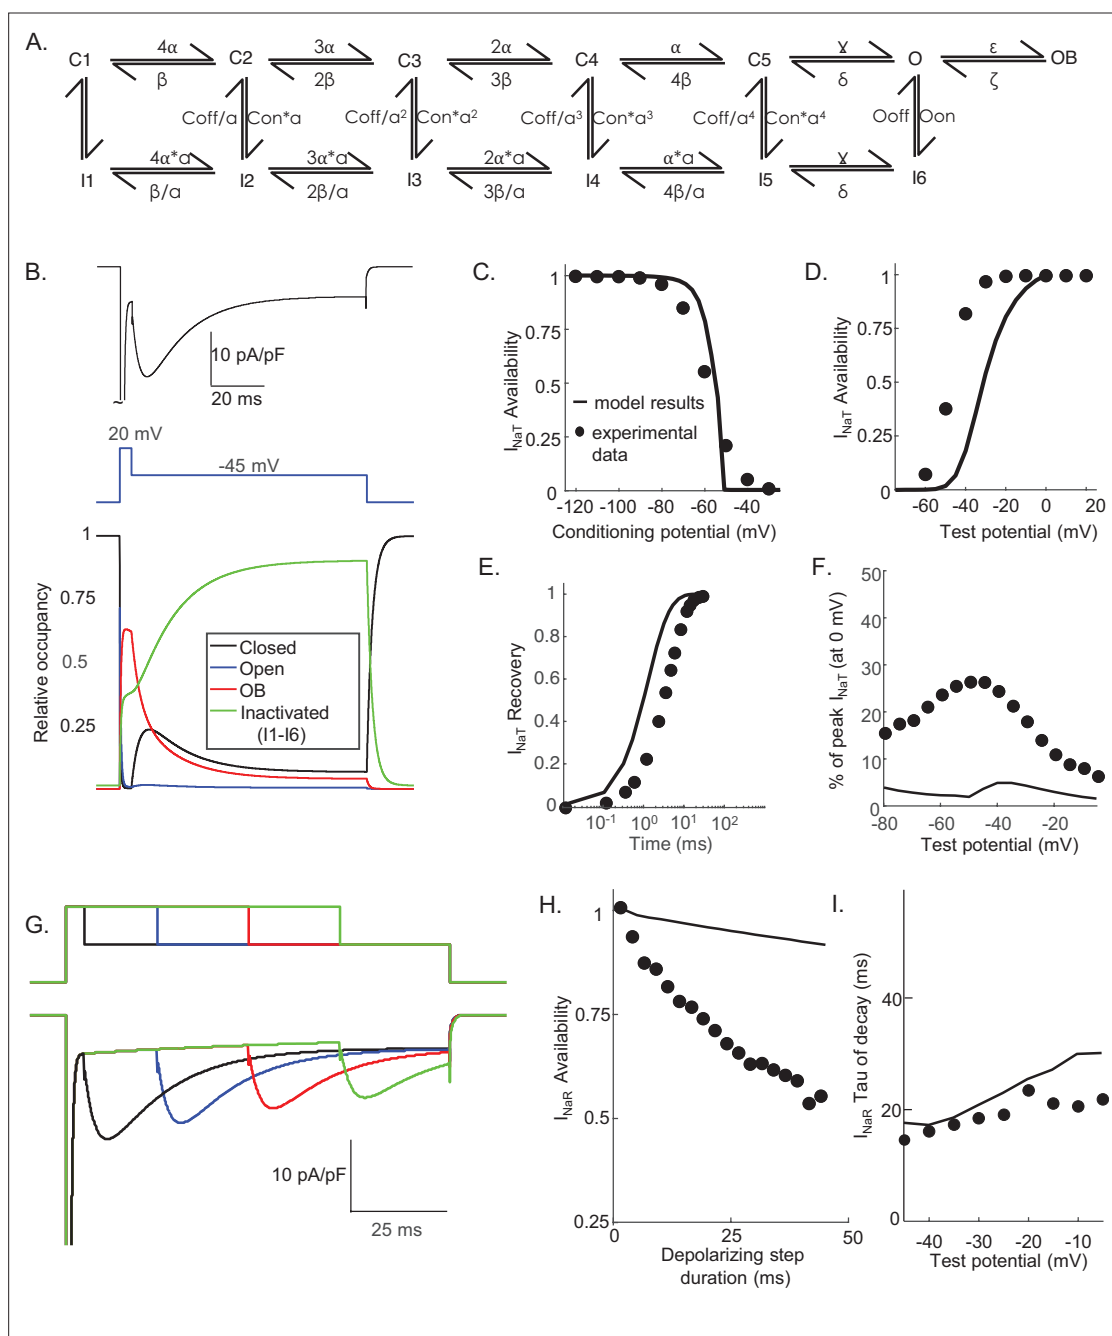 A.
4α 3α 2α α ɣ ε
C1 C2 C3 C4 C5 O OB
β 2β 3β 4β δ ζ
Coff/a Con*a Coff/a² Con*a² Coff/a³ Con*a³ Coff/a⁴ Con*a⁴ Ooff Oon
4α*a 3α*a 2α*a α*a ɣ
I1 I2 I3 I4 I5 I6
β/a 2β/a 3β/a 4β/a δ
B.
10 pA/pF
20 ms
~
20 mV
-45 mV
1
0.75
0.5
0.25
Relative occupancy
Closed
Open
OB
Inactivated
(I1-I6)
C.
1
0.75
0.5
0.25
0
I_NaT Availability
model results
experimental
data
-120 -100 -80 -60 -40
Conditioning potential (mV)
D.
1
0.75
0.5
0.25
0
I_NaT Availability
-60 -40 -20 0 20
Test potential (mV)
E.
1
0.8
0.6
0.4
0.2
0
I_NaT Recovery
10⁻¹ 10⁰ 10¹ 10²
Time (ms)
F.
50
40
30
20
10
0
% of peak I_NaT (at 0 mV)
-80 -60 -40 -20
Test potential (mV)
G.
10 pA/pF
25 ms
H.
1
0.75
0.5
0.25
I_NaR Availability
0 25 50
Depolarizing step
duration (ms)
I.
40
20
0
I_NaR Tau of decay (ms)
-40 -30 -20 -10
Test potential (mV)